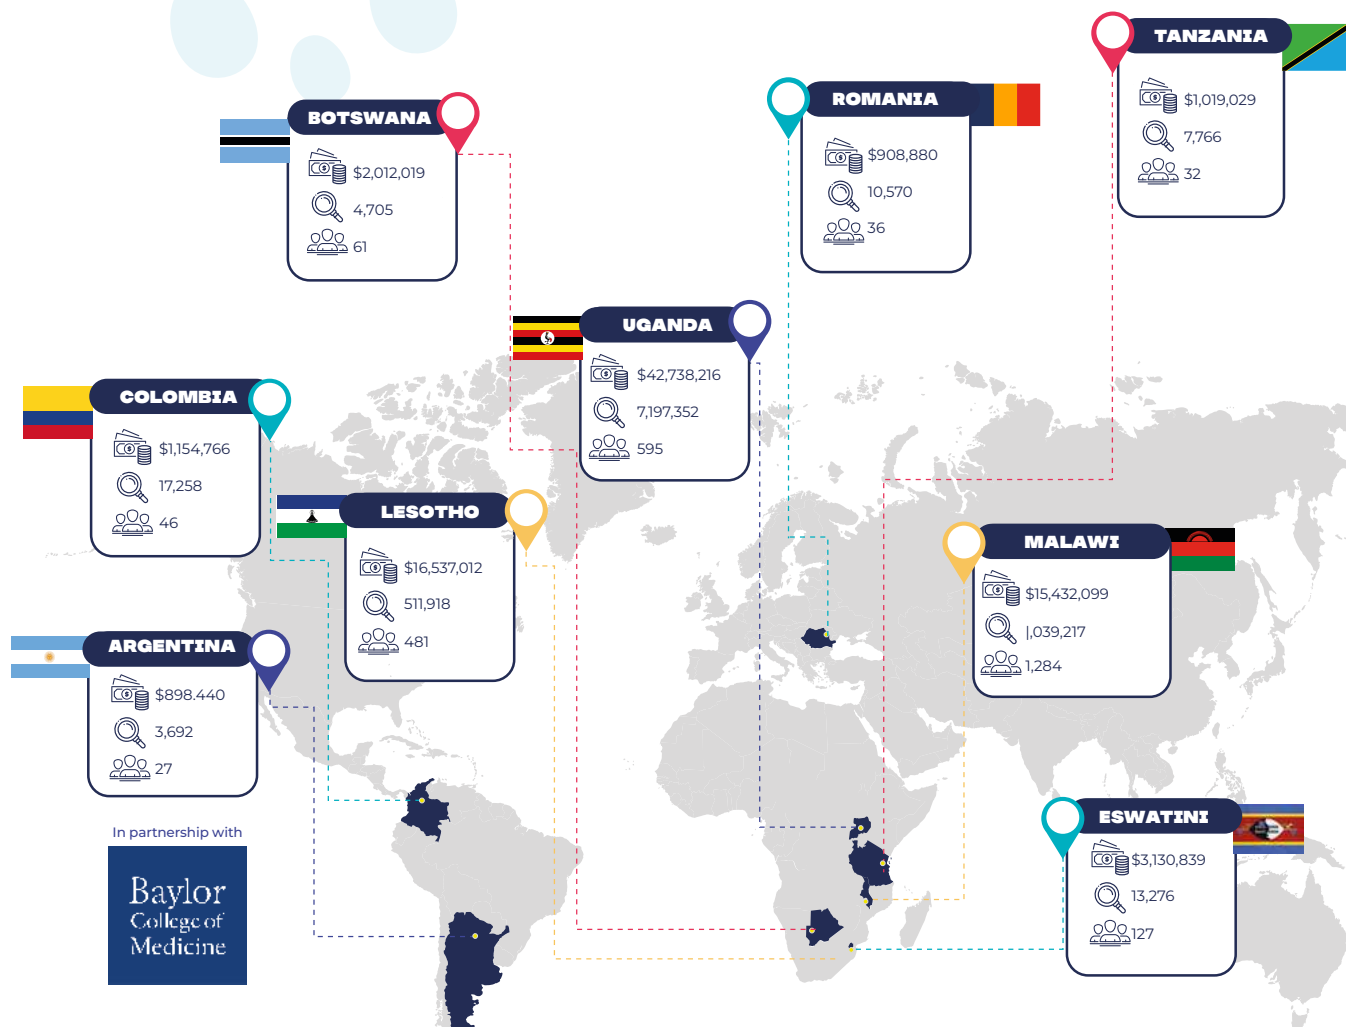 TANZANIA
$1,019,029
7,766
32
ROMANIA
$908,880
10,570
36
BOTSWANA
$2,012,019
4,705
61
UGANDA
$42,738,216
7,197,352
595
COLOMBIA
$1,154,766
17,258
46
LESOTHO
$16,537,012
511,918
481
MALAWI
$15,432,099
|,039,217
1,284
ARGENTINA
$898.440
3,692
27
ESWATINI
$3,130,839
13,276
127
In partnership with
Baylor
College of
Medicine